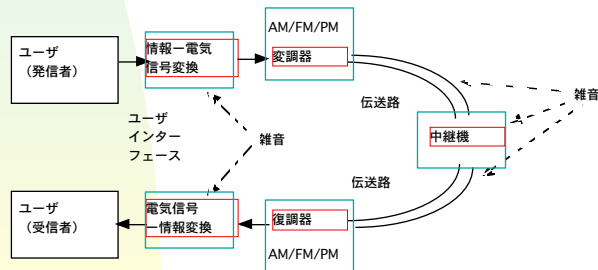 ユーザ
（発信者）
情報ー電気
信号変換
AM/FM/PM
変調器
伝送路
雑音
中継機
ユーザ
インター
フェース
雑音
伝送路
ユーザ
（受信者）
電気信号
ー情報変換
復調器
AM/FM/PM